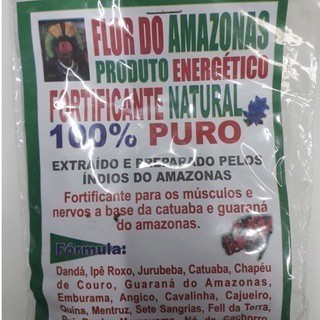 FLOR DO AMAZONAS
PRODUTO ENERGÉTICO
FORTIFICANTE NATURAL
100% PURO
EXTRAÍDO E PREPARADO PELOS
ÍNDIOS DO AMAZONAS
Fortificante para os músculos e
nervos a base da catuaba e guaraná
do amazonas.
Fórmula:
Dandá, Ipê Roxo, Jurubeba, Catuaba, Chapéu
de Couro, Guaraná do Amazonas,
Emburama, Angico, Cavalinha, Cajueiro,
Quina, Mentruz, Sete Sangrias, Fell da Terra,